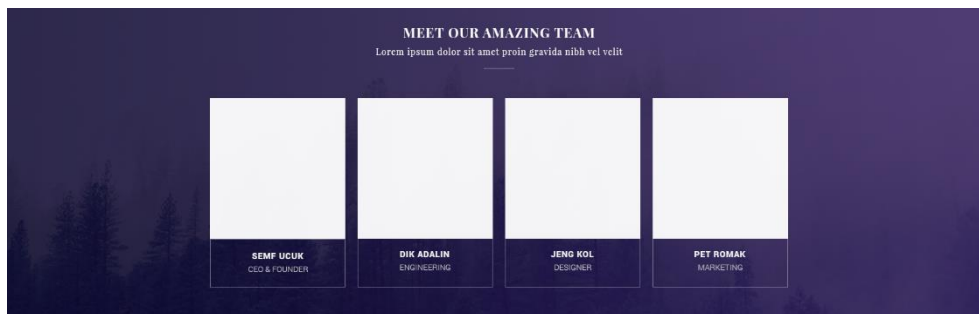 MEET OUR AMAZING TEAM
Lorem ipsum dolor sit amet proin gravida nibh vel velit
SEMF UCUK
CEO & FOUNDER
DIK ADALIN
ENGINEERING
JENG KOL
DESIGNER
PET ROMAK
MARKETING